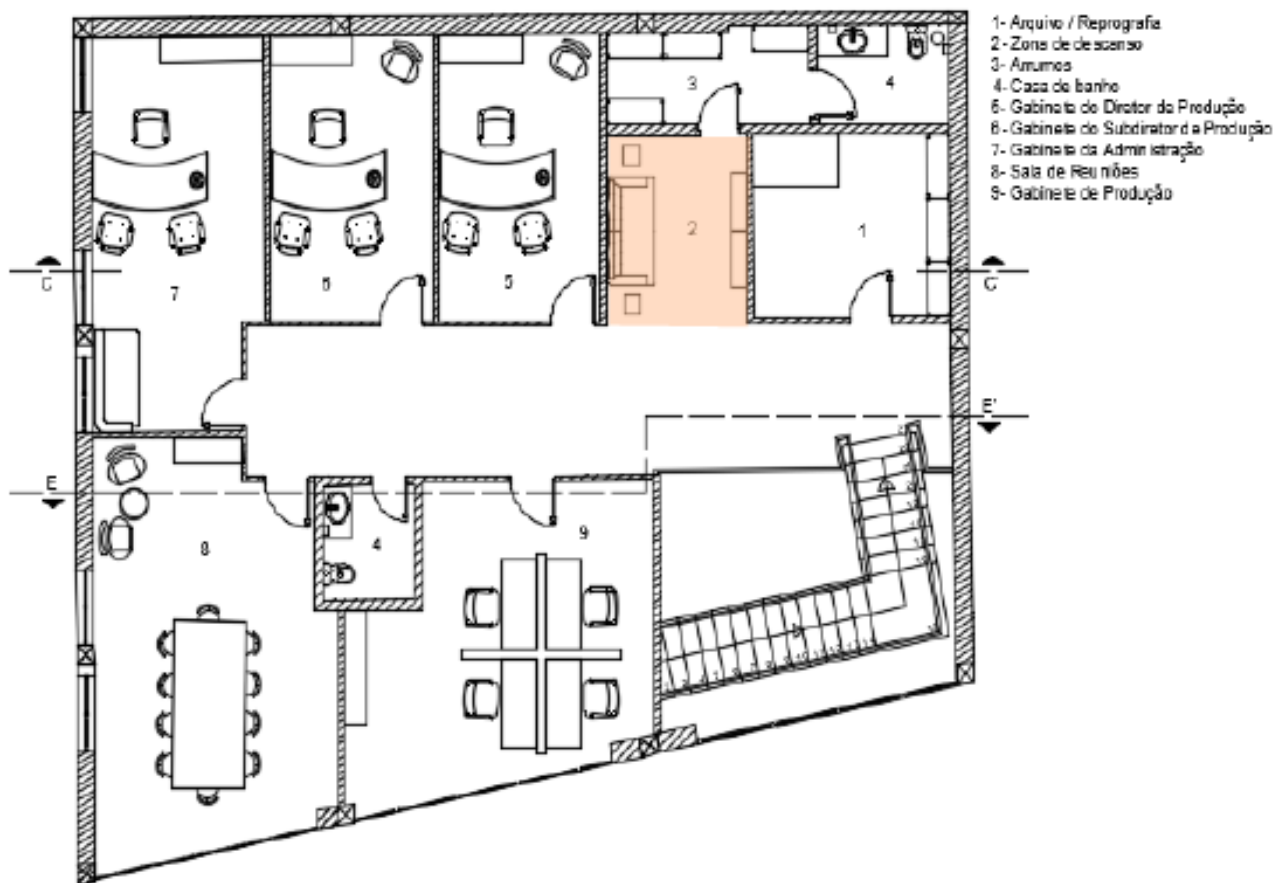 1- Arquivo / Reprografia
2- Zona de descanso
3- Arrumos
4- Casa de banho
5- Gabinete do Diretor de Produção
6- Gabinete do Subdiretor de Produção
7- Gabinete da Administração
8- Sala de Reuniões
9- Gabinete de Produção
3
4
2
1
C
7
6
5
C'
E'
E
8
4
9